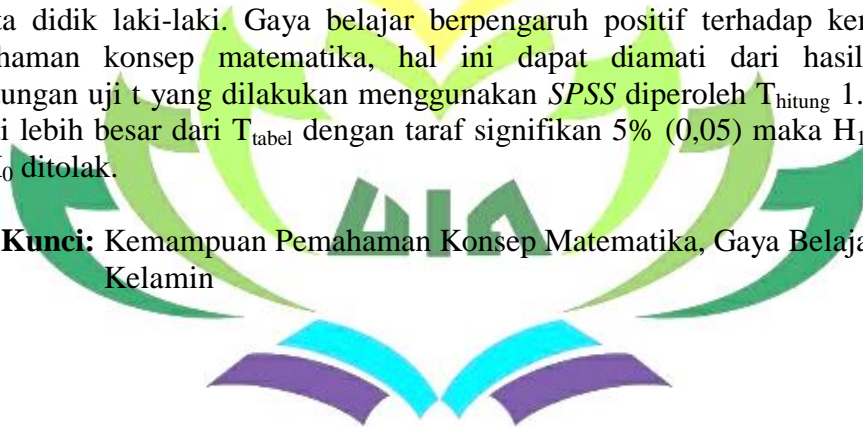 ta didik laki-laki. Gaya belajar berpengaruh positif terhadap ke
haman konsep matematika, hal ini dapat diamati dari hasil
ungan uji t yang dilakukan menggunakan SPSS diperoleh Thitung 1.
i lebih besar dari Ttabel dengan taraf signifikan 5% (0,05) maka H1
0 ditolak.
UIN
Kunci: Kemampuan Pemahaman Konsep Matematika, Gaya Belaja
Kelamin